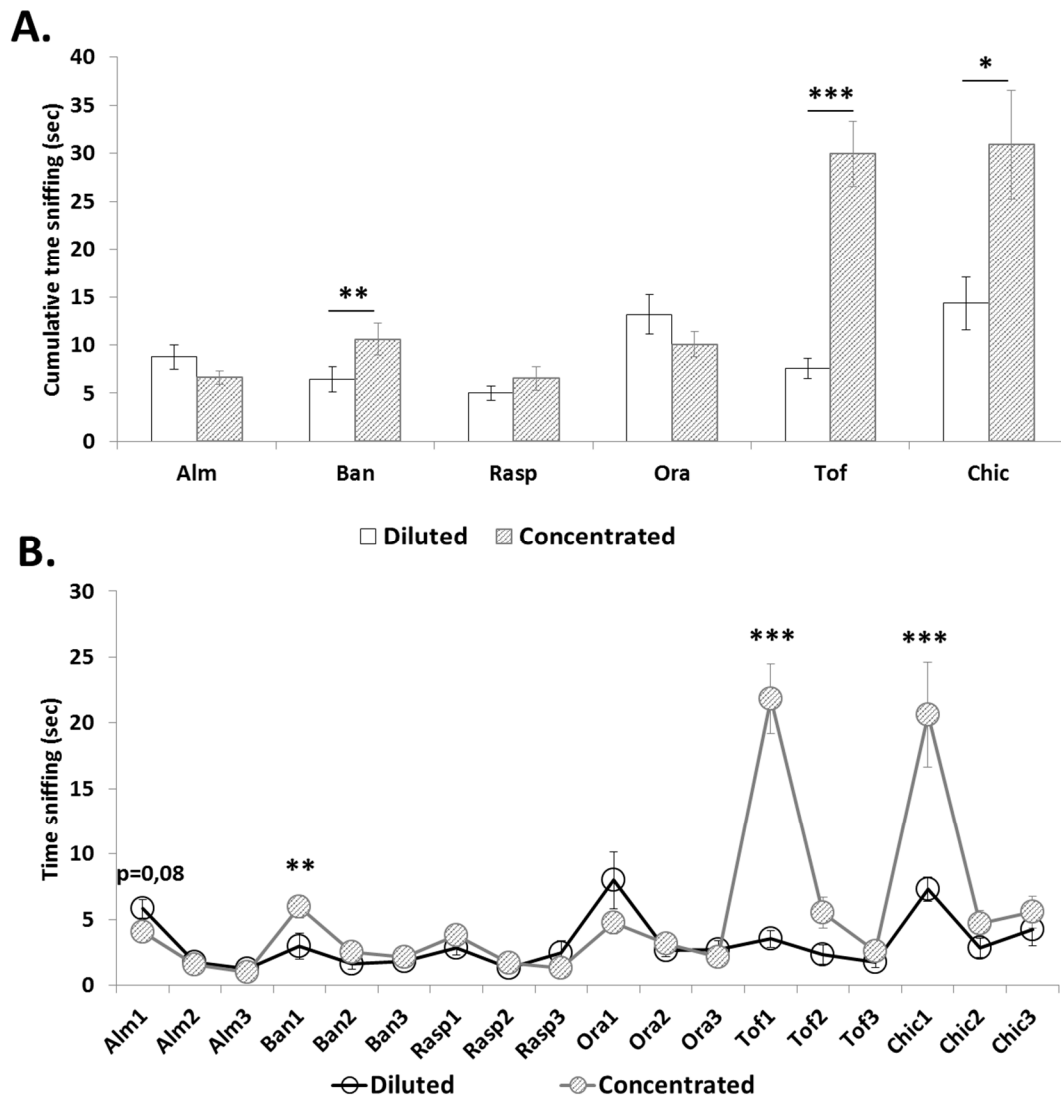 A.
Cumulative tme sniffing (sec)
40
35
30
25
20
15
10
5
0
**
***
*
Alm Ban Rasp Ora Tof Chic
Diluted Concentrated
B.
Time sniffing (sec)
30
25
20
15
10
5
0
p=0,08
**
***
***
Alm1 Alm2 Alm3 Ban1 Ban2 Ban3 Rasp1 Rasp2 Rasp3 Ora1 Ora2 Ora3 Tof1 Tof2 Tof3 Chic1 Chic2 Chic3
Diluted Concentrated